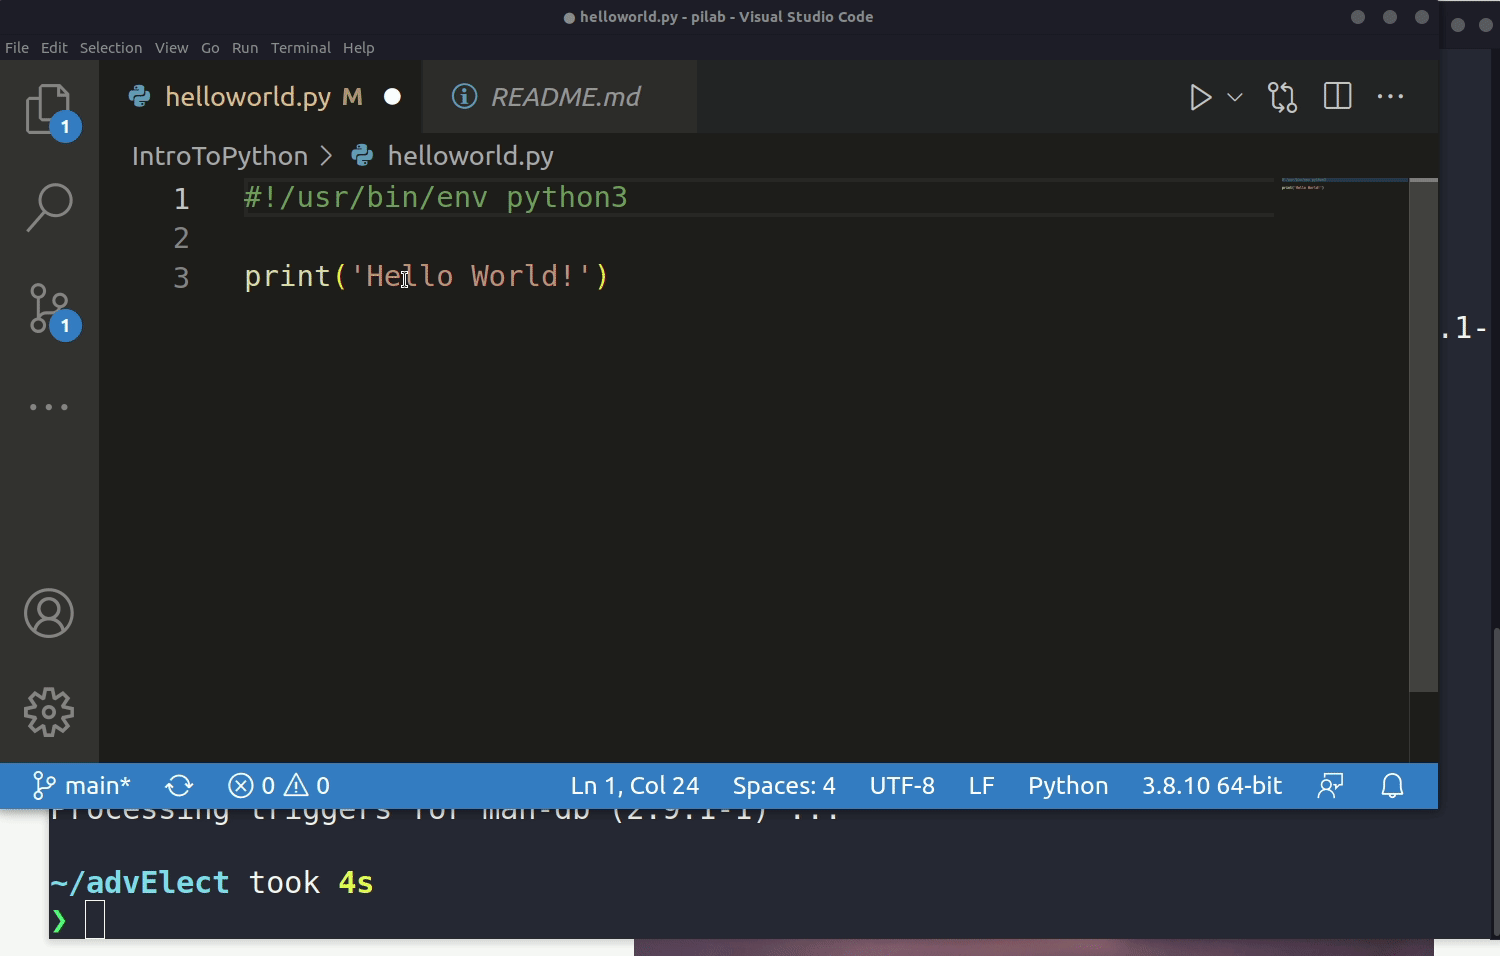 ● helloworld.py - pilab - Visual Studio Code
File Edit Selection View Go Run Terminal Help
helloworld.py M ● README.md
IntroToPython > helloworld.py
1 #!/usr/bin/env python3
2
3 print('Hello World!')
1
1
.1-
main* 0 0 Ln 1, Col 24 Spaces: 4 UTF-8 LF Python 3.8.10 64-bit
Processing triggers for man-db (2.9.1-1) ...
~/advElect took 4s
❯